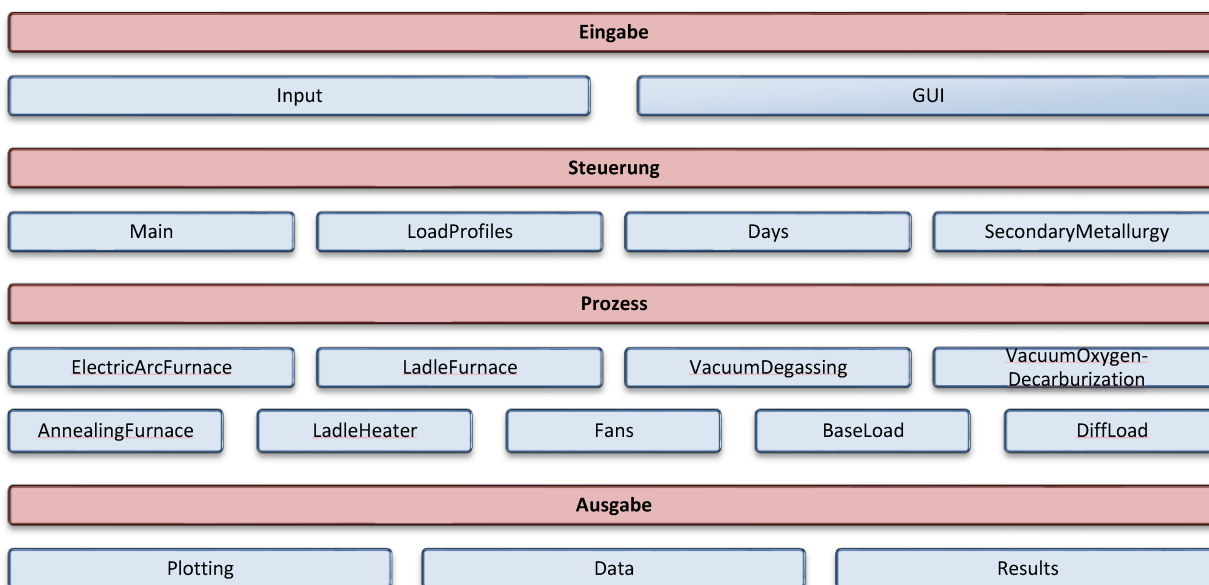 Eingabe
Input
GUI
Steuerung
Main
LoadProfiles
Days
SecondaryMetallurgy
Prozess
ElectricArcFurnace
LadleFurnace
VacuumDegassing
VacuumOxygen-
Decarburization
AnnealingFurnace
LadleHeater
Fans
BaseLoad
DiffLoad
Ausgabe
Plotting
Data
Results